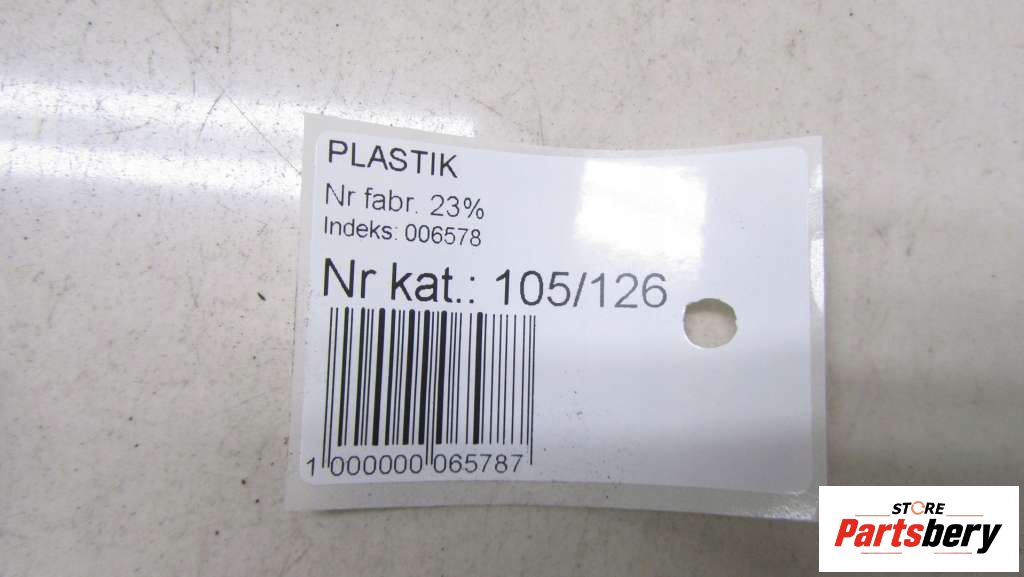 PLASTIK
Nr fabr. 23%
Indeks: 006578
Nr kat.: 105/126
1 000000 065787
STORE
Partsbery